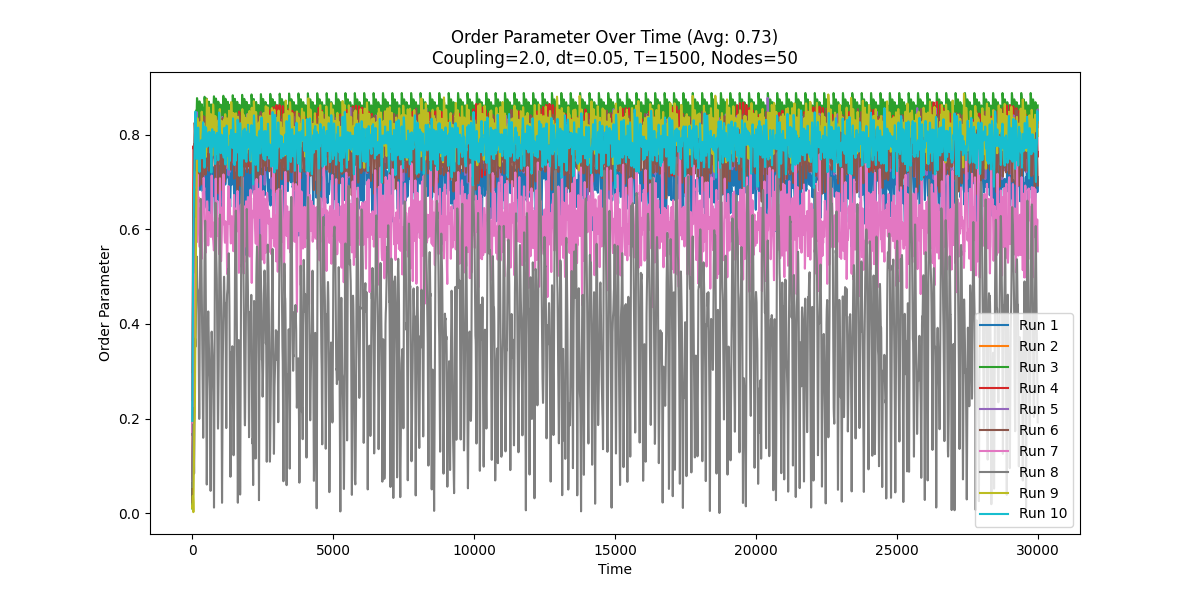 Order Parameter Over Time (Avg: 0.73)
Coupling=2.0, dt=0.05, T=1500, Nodes=50
Order Parameter
0.8
0.6
0.4
0.2
0.0
0
5000
10000
15000
20000
25000
30000
Time
Run 1
Run 2
Run 3
Run 4
Run 5
Run 6
Run 7
Run 8
Run 9
Run 10